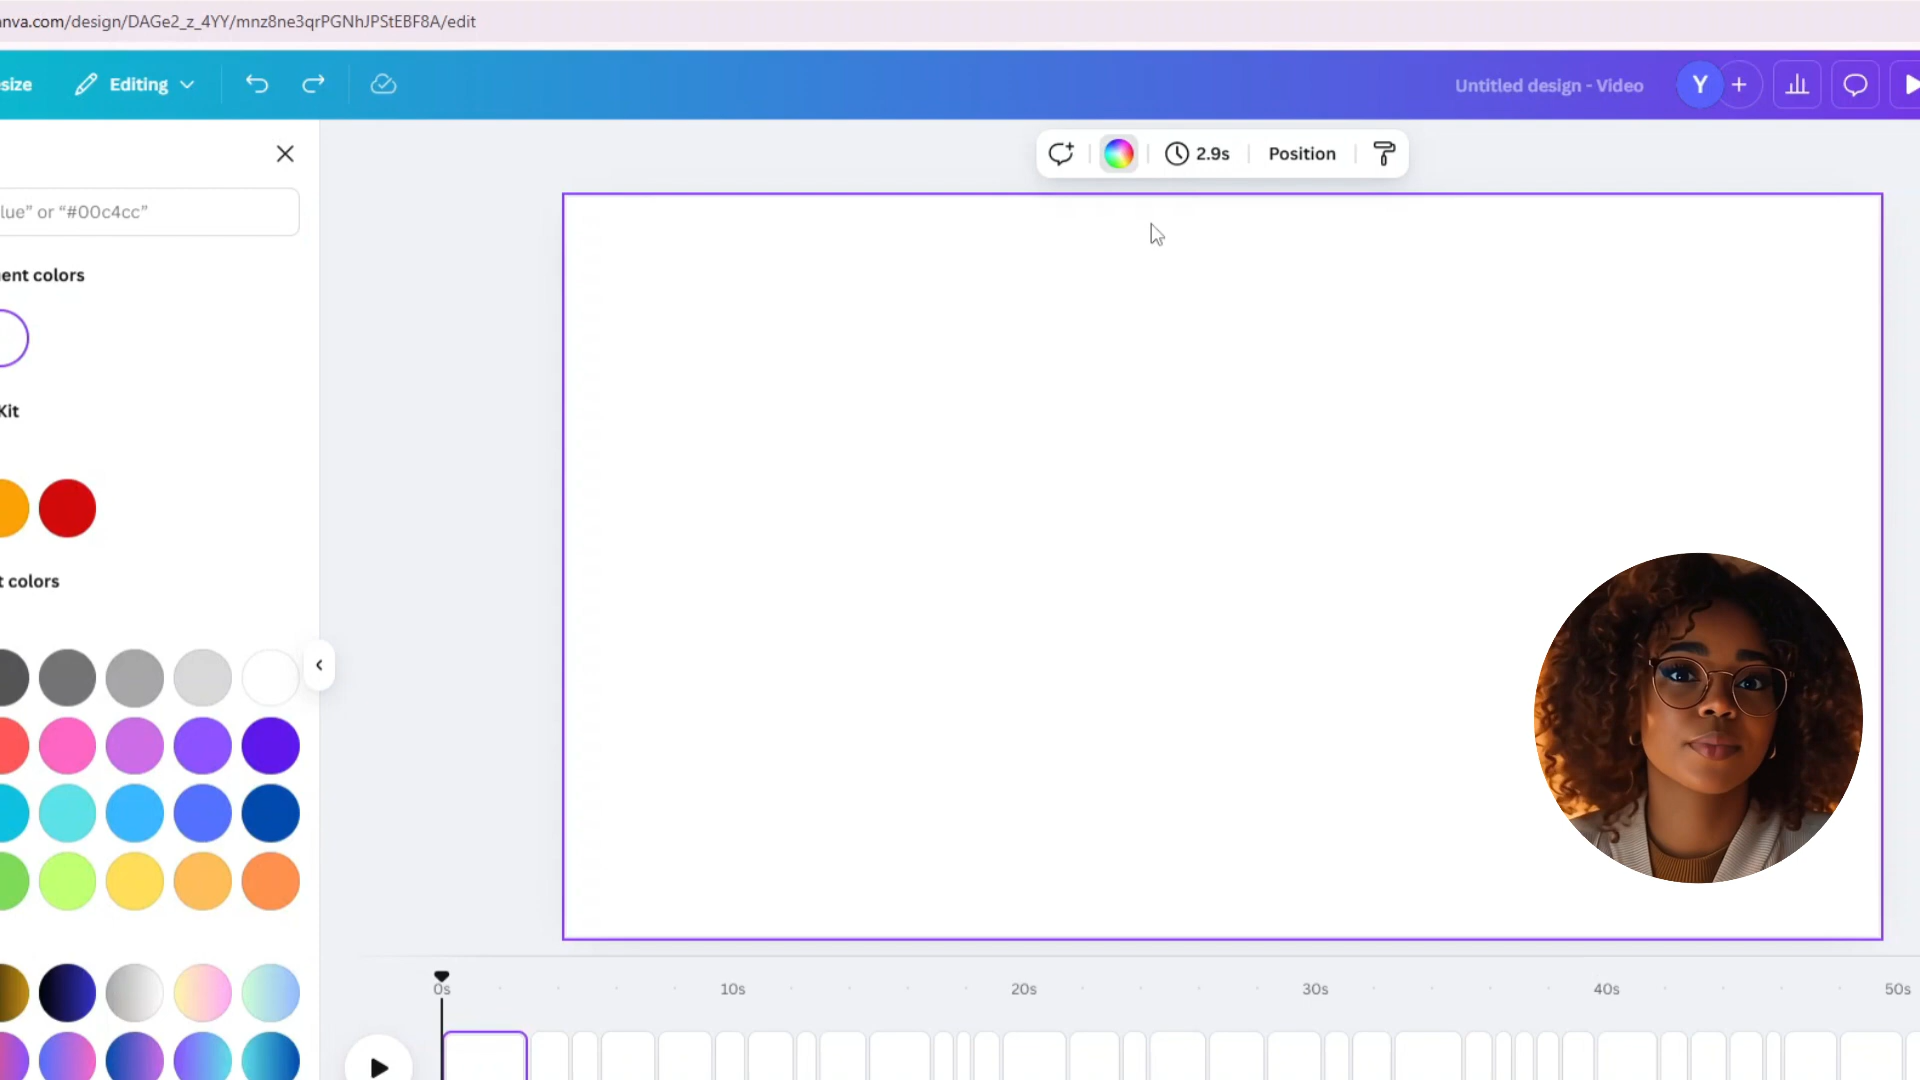 nva.com/design/DAGe2_z_4YY/mnz8ne3qrPGNhJPStEBF8A/edit
size
Editing
Untitled design - Video
Y
2.9s
Position
lue” or “#00c4cc”
ent colors
Kit
t colors
0s
10s
20s
30s
40s
50s